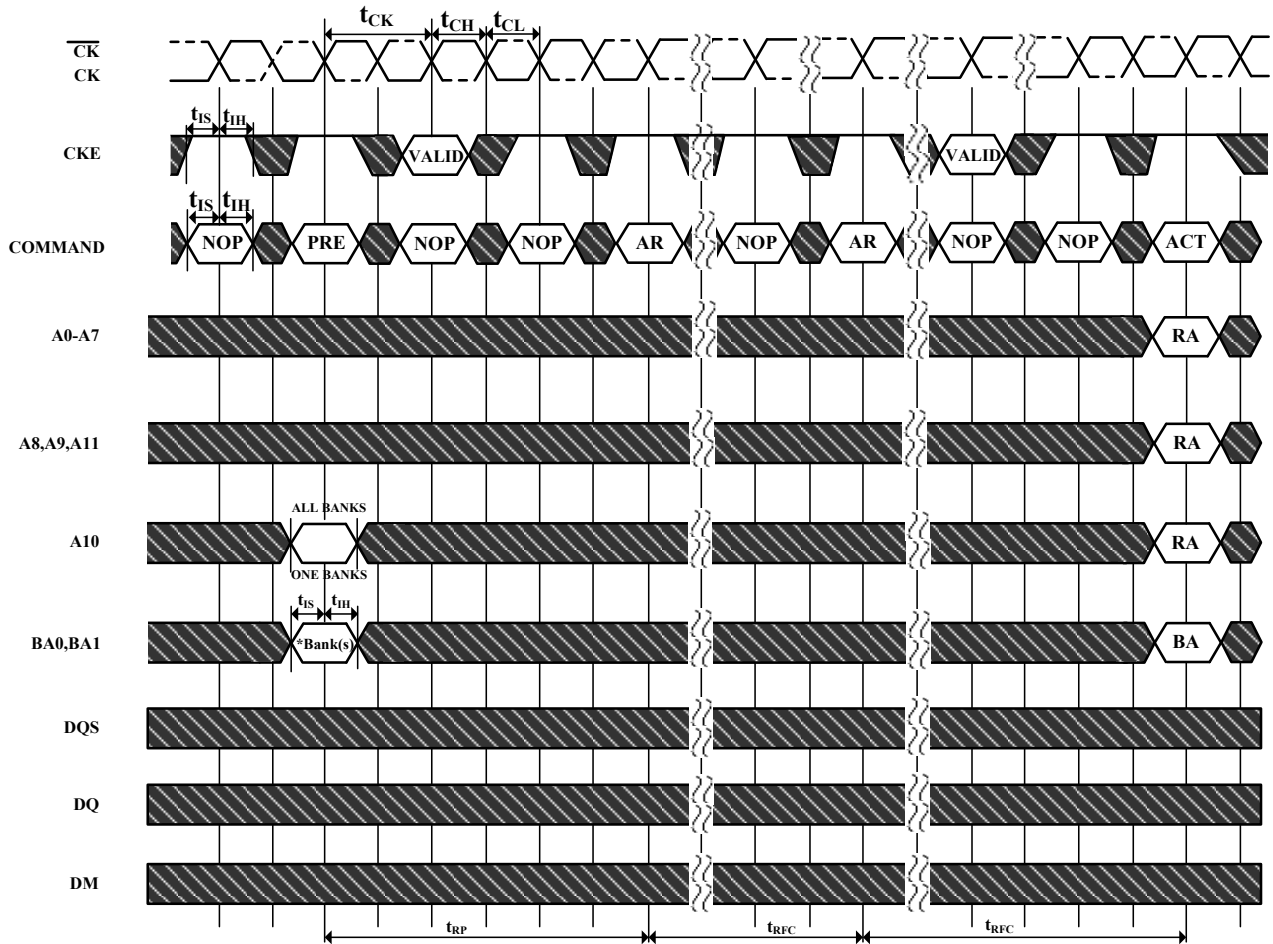 tCK tCH tCL
CK
CK
tIS tIH
CKE VALID VALID
tIS tIH
COMMAND NOP PRE NOP NOP AR NOP AR NOP NOP ACT
A0-A7 RA
A8,A9,A11 RA
ALL BANKS
A10 RA
ONE BANKS
tIS tIH
BA0,BA1 *Bank(s) BA
DQS
DQ
DM
tRP tRFC tRFC